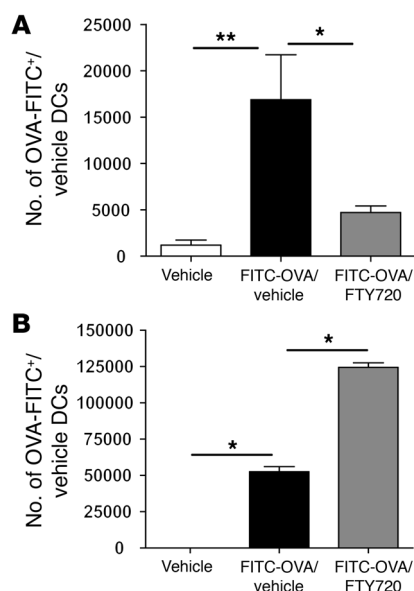 A
No. of OVA-FITC+/
vehicle DCs
25000
20000
15000
10000
5000
0
**
*
Vehicle
FITC-OVA/
vehicle
FITC-OVA/
FTY720
B
No. of OVA-FITC+/
vehicle DCs
150000
125000
100000
75000
50000
25000
0
*
*
Vehicle
FITC-OVA/
vehicle
FITC-OVA/
FTY720